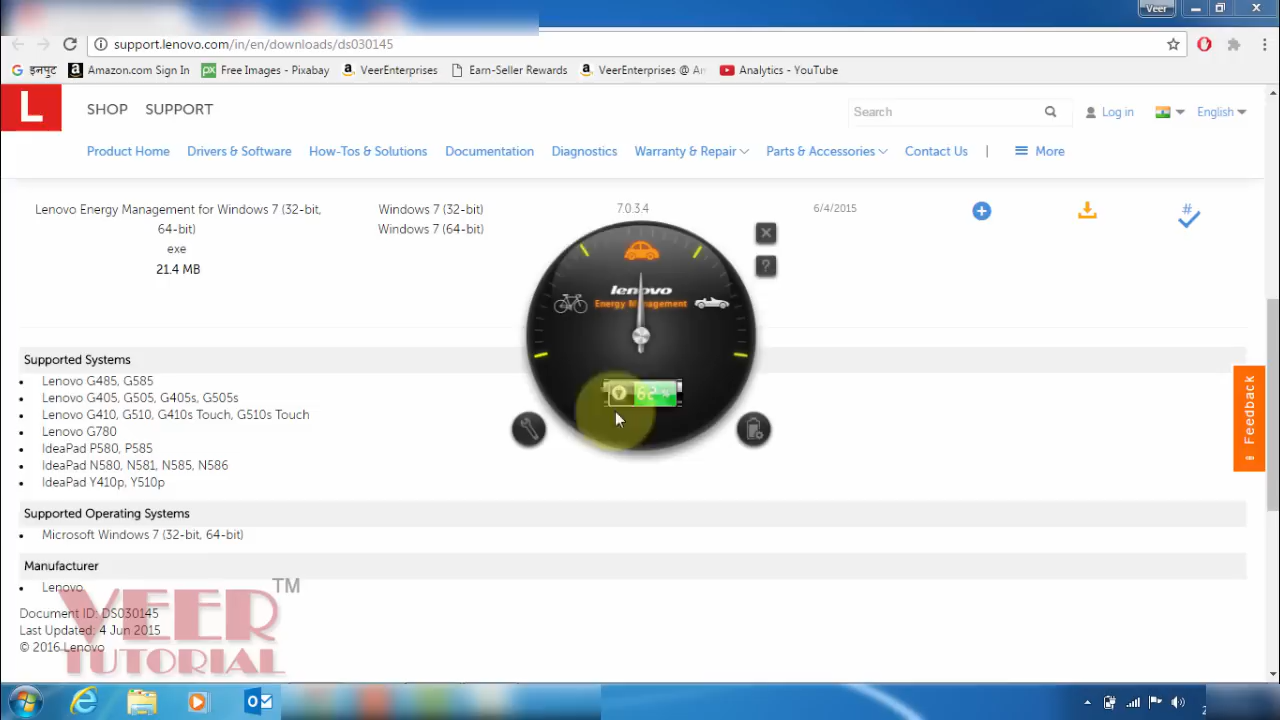 Veer
support.lenovo.com/in/en/downloads/ds030145
इनपुट Amazon.com Sign In Free Images - Pixabay VeerEnterprises Earn-Seller Rewards VeerEnterprises @ Am Analytics - YouTube
L SHOP SUPPORT Search Log in English
Product Home Drivers & Software How-Tos & Solutions Documentation Diagnostics Warranty & Repair Parts & Accessories Contact Us | More
Lenovo Energy Management for Windows 7 (32-bit, Windows 7 (32-bit) 7.0.3.4 6/4/2015 #
64-bit) Windows 7 (64-bit)
exe
21.4 MB
lenovo
Energy Management
?
62 %
Supported Systems
Lenovo G485, G585
Lenovo G405, G505, G405s, G505s
Lenovo G410, G510, G410s Touch, G510s Touch
Lenovo G780
IdeaPad P580, P585
IdeaPad N580, N581, N585, N586
IdeaPad Y410p, Y510p
Feedback
Supported Operating Systems
Microsoft Windows 7 (32-bit, 64-bit)
Manufacturer
Lenovo
Document ID: DS030145
Last Updated: 4 Jun 2015
© 2016 Lenovo
VEER TM
TUTORIAL